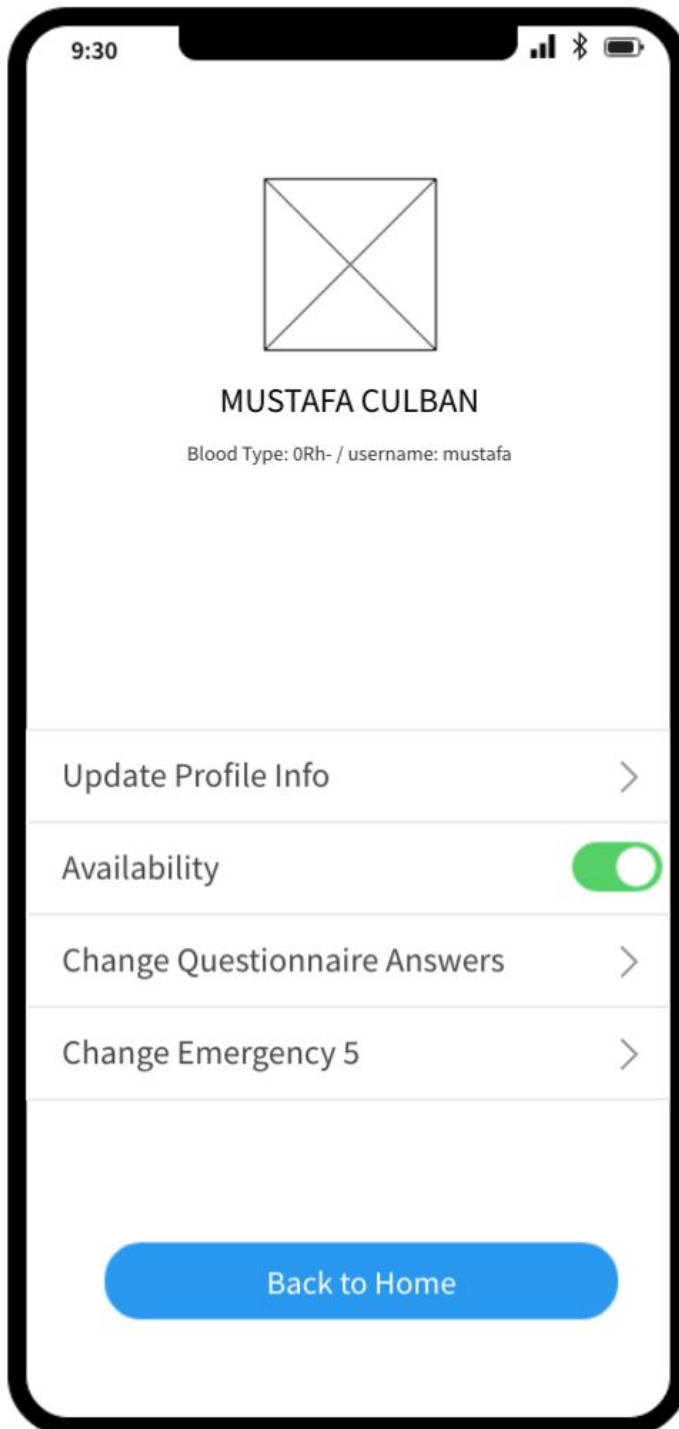 9:30
MUSTAFA CULBAN
Blood Type: 0Rh- / username: mustafa
Update Profile Info
Availability
Change Questionnaire Answers
Change Emergency 5
Back to Home